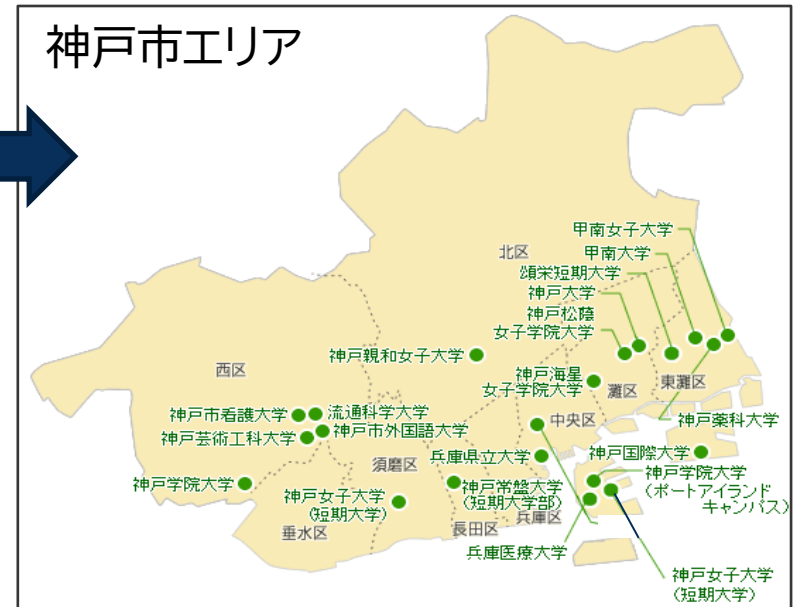 神戸市エリア
甲南女子大学
北区
甲南大学
頌栄短期大学
神戸大学
神戸松蔭
女子学院大学
神戸親和女子大学
西区
神戸海星
女子学院大学
灘区
東灘区
神戸市看護大学
流通科学大学
神戸芸術工科大学
神戸市外国語大学
中央区
神戸薬科大学
兵庫県立大学
神戸国際大学
須磨区
神戸学院大学
神戸学院大学
(ポートアイランド
キャンパス)
神戸女子大学
(短期大学)
神戸常盤大学
(短期大学部)
兵庫区
長田区
垂水区
兵庫医療大学
神戸女子大学
(短期大学)